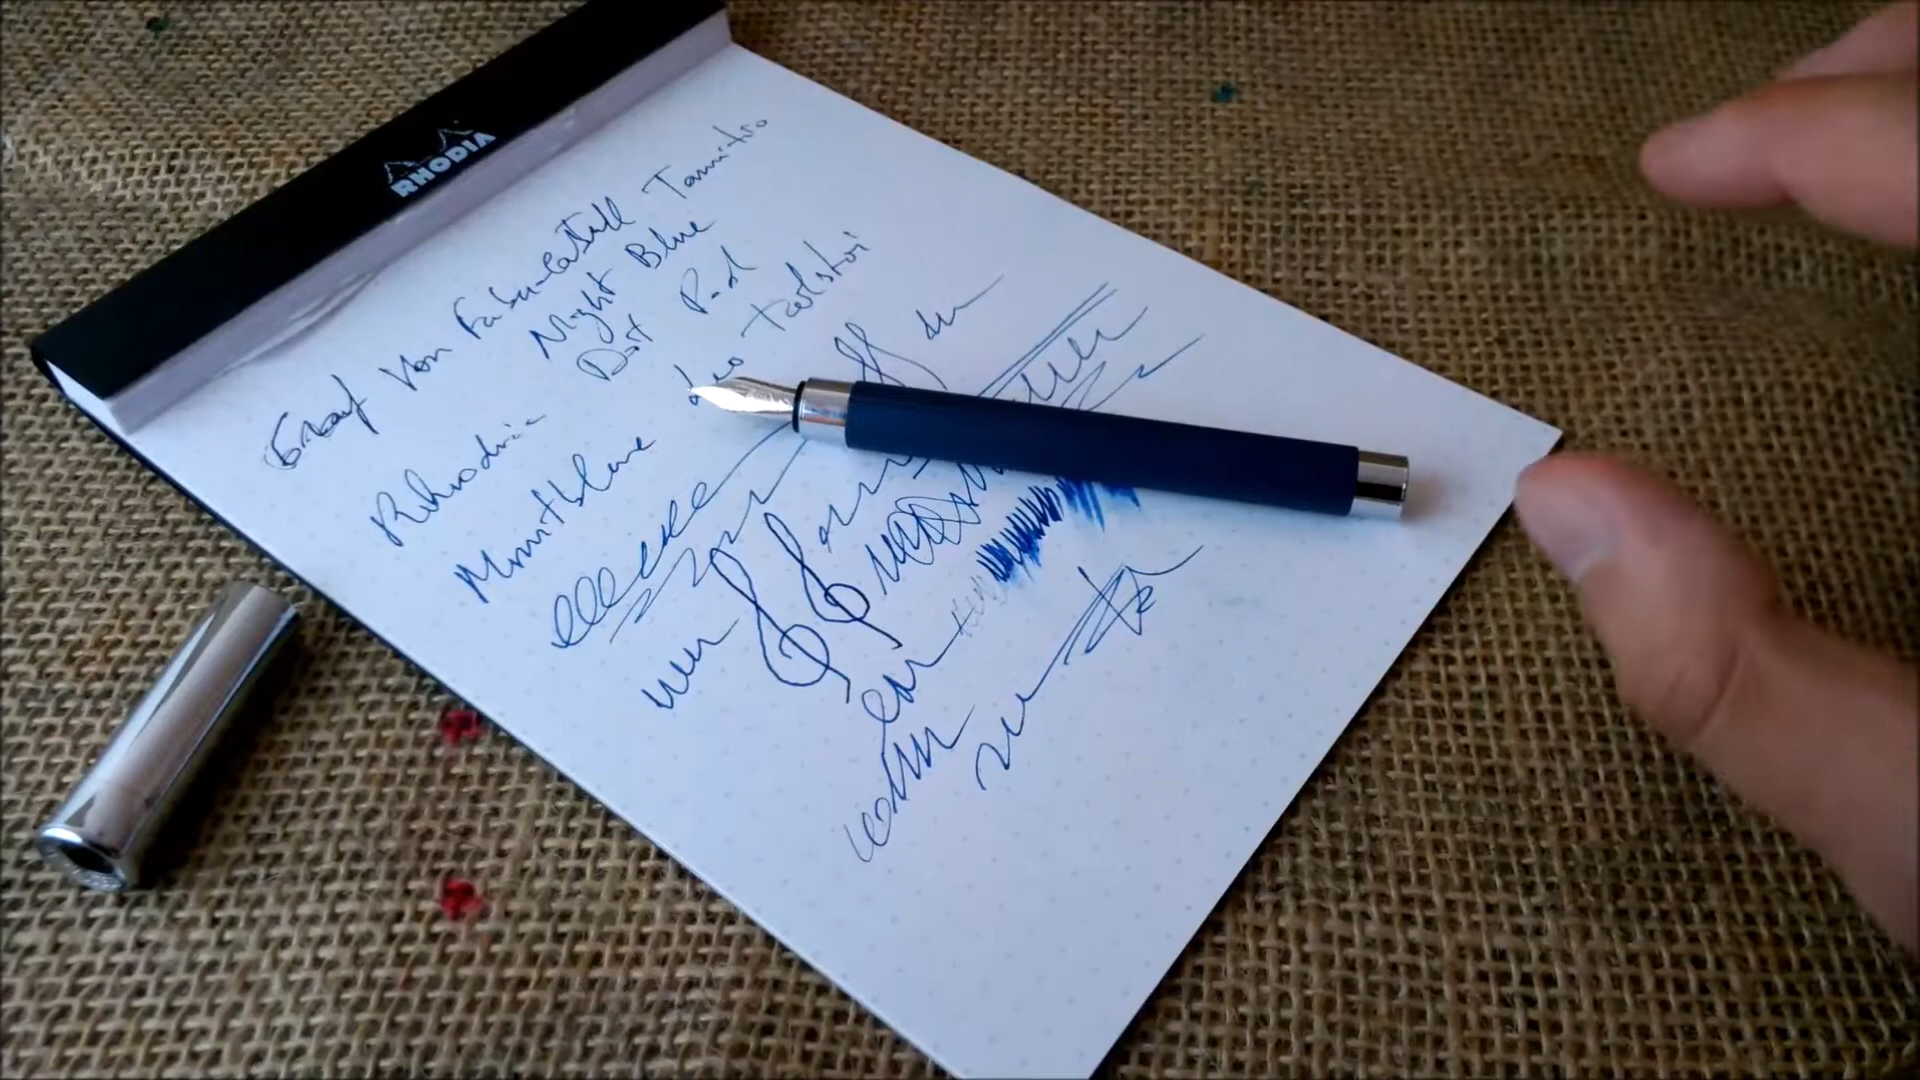 RHODIA
Graf Von Faber-Castell Tamitio
Night Blue
Rhodia Dot Pad
Montblanc Leo Tolstoi